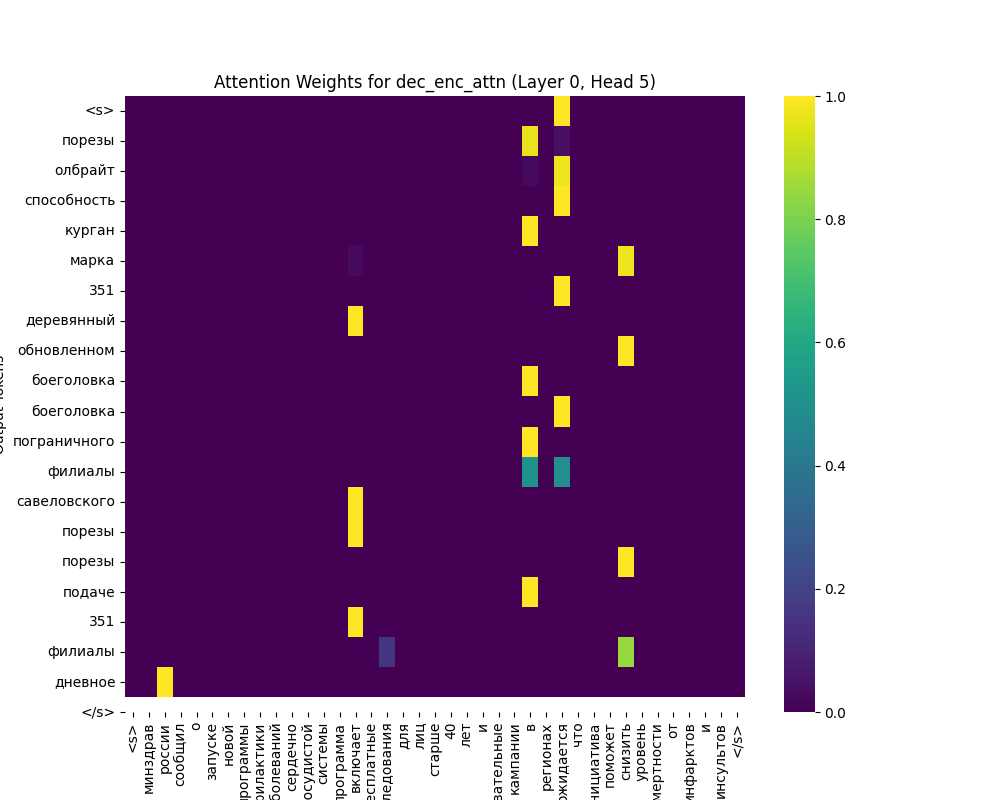 Attention Weights for dec_enc_attn (Layer 0, Head 5)
<s>
порезы
олбрайт
способность
курган
марка
351
деревянный
обновленном
боеголовка
боеголовка
пограничного
филиалы
савеловского
порезы
порезы
подаче
351
филиалы
дневное
</s>
1.0
0.8
0.6
0.4
0.2
0.0
<s>
минздрав
россии
сообщил
о
запуске
новой
сердечно
системы
включает
для
лиц
старше
40
лет
и
кампании
в
регионах
ожидается
что
поможет
снизить
уровень
от
и
инсультов
</s>